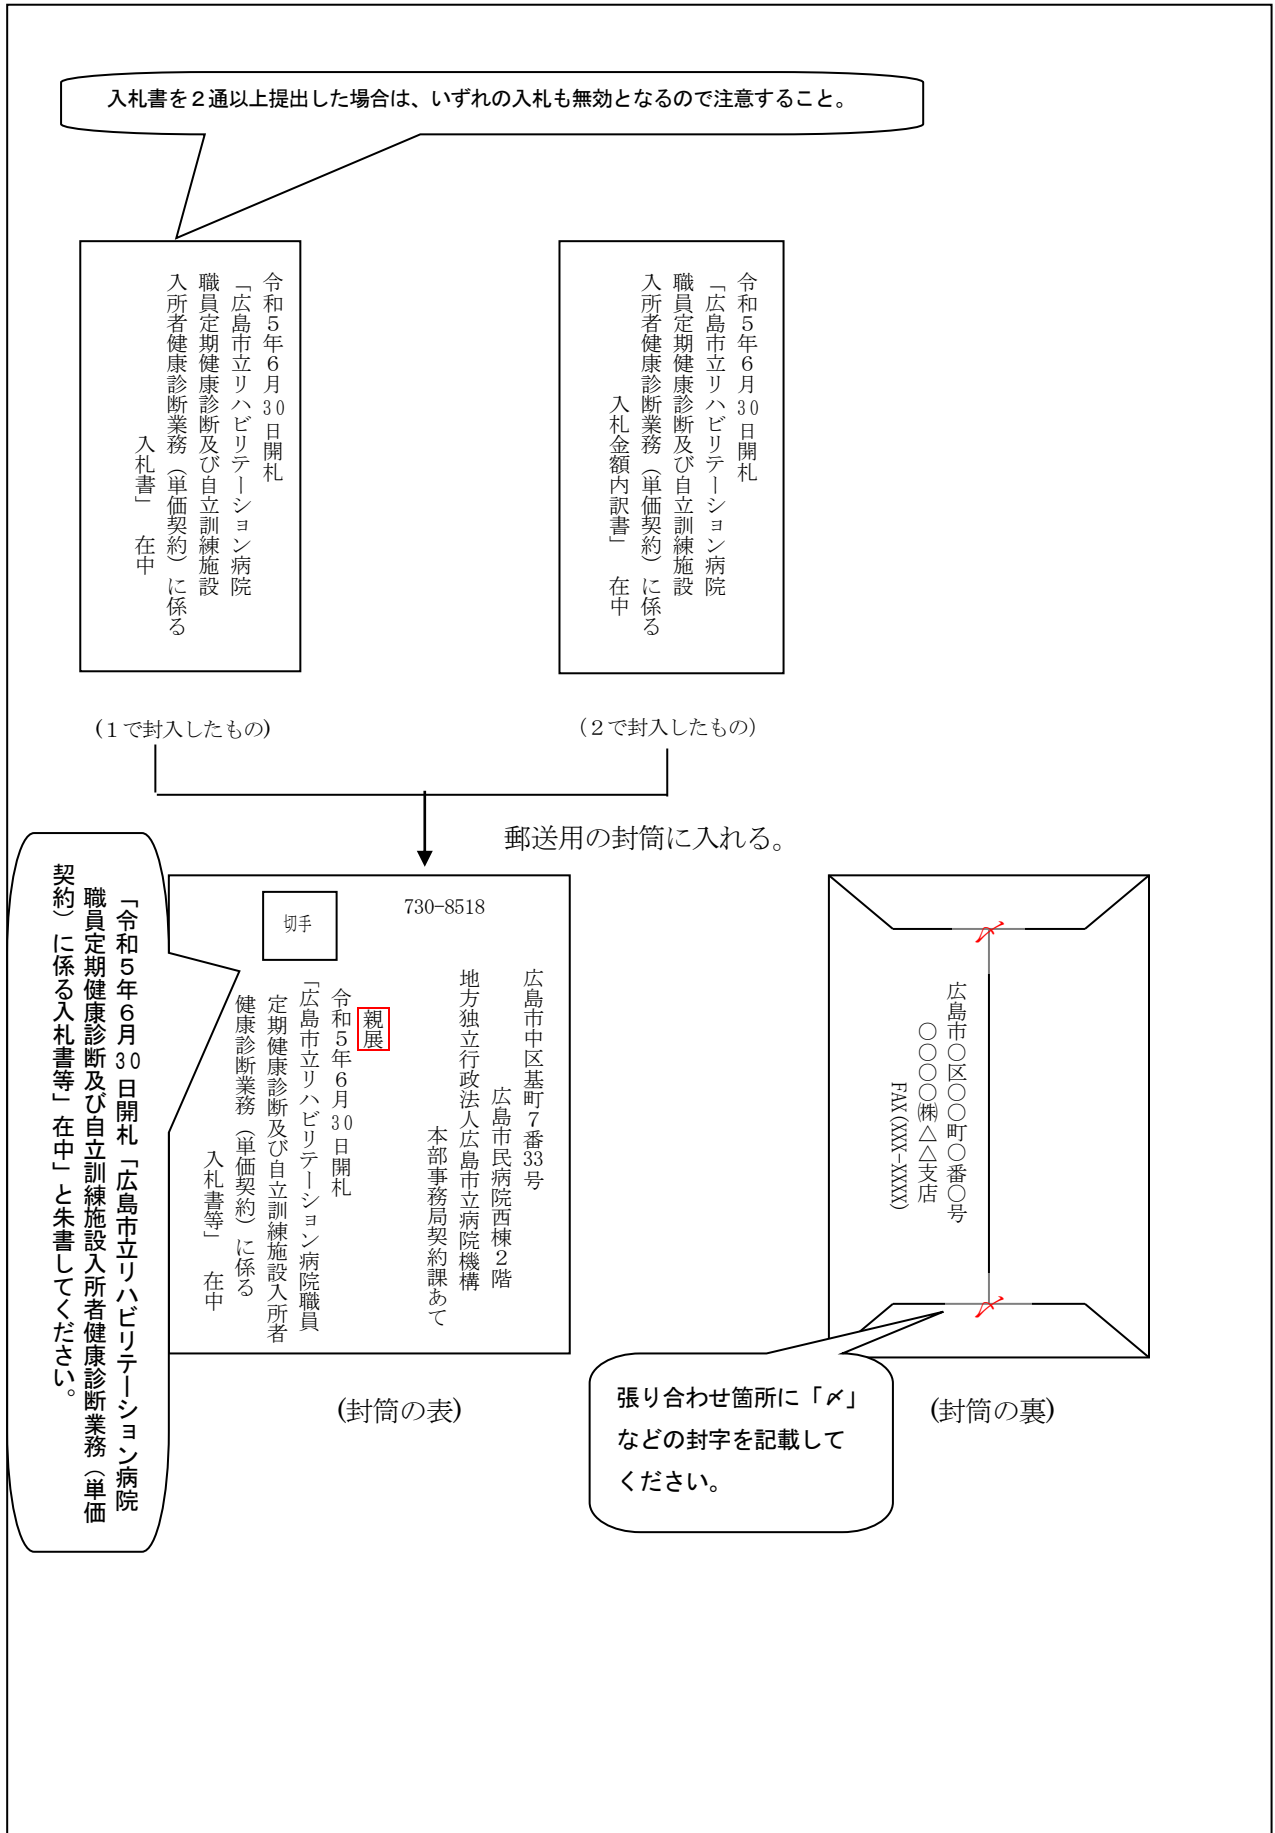 入札書を２通以上提出した場合は、いずれの入札も無効となるので注意すること。
令和５年６月30日開札
「広島市立リハビリテーション病院
職員定期健康診断及び自立訓練施設
入所者健康診断業務（単価契約）に係る
入札書」　在中
令和５年６月30日開札
「広島市立リハビリテーション病院
職員定期健康診断及び自立訓練施設
入所者健康診断業務（単価契約）に係る
入札金額内訳書」　在中
(１で封入したもの)
（２で封入したもの）
郵送用の封筒に入れる。
「令和５年６月30日開札「広島市立リハビリテーション病院
職員定期健康診断及び自立訓練施設入所者健康診断業務（単価
契約）に係る入札書等」在中」と朱書してください。
切手
730-8518
広島市中区基町７番33号
広島市民病院西棟２階
地方独立行政法人広島市立病院機構
本部事務局契約課あて
親展
令和５年６月30日開札
「広島市立リハビリテーション病院職員
定期健康診断及び自立訓練施設入所者
健康診断業務（単価契約）に係る
入札書等」　在中
(封筒の表)
〆
広島市〇区〇〇町〇番〇号
〇〇〇〇㈱△△支店
FAX(XXX-XXXX)
〆
張り合わせ箇所に「〆」
などの封字を記載して
ください。
(封筒の裏)